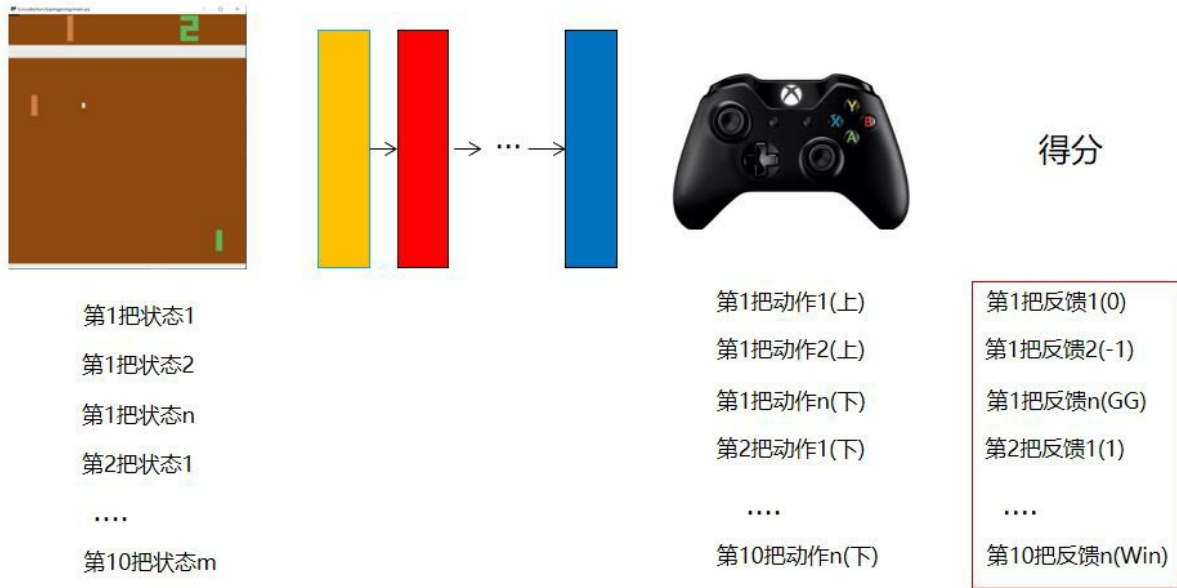 2
...
Y
X
B
A
得分
第1把状态1
第1把状态2
第1把状态n
第2把状态1
....
第10把状态m
第1把动作1(上)
第1把动作2(上)
第1把动作n(下)
第2把动作1(下)
....
第10把动作n(下)
第1把反馈1(0)
第1把反馈2(-1)
第1把反馈n(GG)
第2把反馈1(1)
....
第10把反馈n(Win)